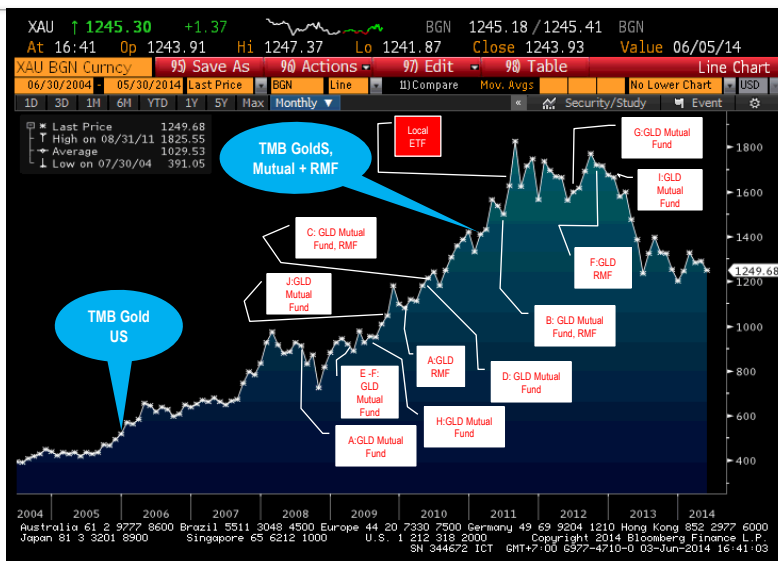 XAU ↑ 1245.30 +1.37 BGN 1245.18 / 1245.41 BGN
At 16:41 Op 1243.91 Hi 1247.37 Lo 1241.87 Close 1243.93 Value 06/05/14
XAU BGN Curncy 95) Save As 96) Actions 97) Edit 98) Table Line Chart
06/30/2004 - 05/30/2014 Last Price BGN Line 11) Compare Mov. Avgs No Lower Chart USD
1D 3D 1M 6M YTD 1Y 5Y Max Monthly ▼ « Security/Study Event
Last Price 1249.68
High on 08/31/11 1825.55
Average 1029.53
Low on 07/30/04 391.05
Local
ETF
TMB GoldS,
Mutual + RMF
G:GLD Mutual
Fund
I:GLD
Mutual
Fund
C: GLD Mutual
Fund, RMF
F:GLD
RMF
J:GLD
Mutual
Fund
TMB Gold
US
B: GLD Mutual
Fund, RMF
A:GLD
RMF
D: GLD Mutual
Fund
E -F:
GLD
Mutual
Fund
H:GLD Mutual
Fund
A:GLD Mutual
Fund
1800
1600
1400
1249.68
1200
1000
800
600
400
2004 2005 2006 2007 2008 2009 2010 2011 2012 2013 2014
Australia 61 2 9777 8600 Brazil 5511 3048 4500 Europe 44 20 7330 7500 Germany 49 69 9204 1210 Hong Kong 852 2977 6000
Japan 81 3 3201 8900 Singapore 65 6212 1000 U.S. 1 212 318 2000 Copyright 2014 Bloomberg Finance L.P.
SN 344672 ICT GMT+7:00 G977-4710-0 03-Jun-2014 16:41:03